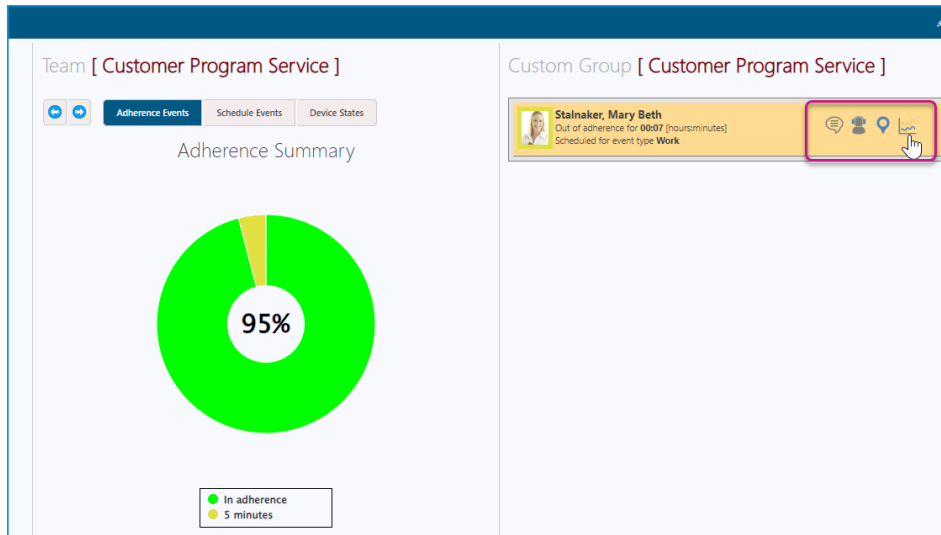 Team [ Customer Program Service ]
Adherence Events
Schedule Events
Device States
Adherence Summary
95%
In adherence
5 minutes
Custom Group [ Customer Program Service ]
Stalnaker, Mary Beth
Out of adherence for 00:07 [hours:minutes]
Scheduled for event type Work